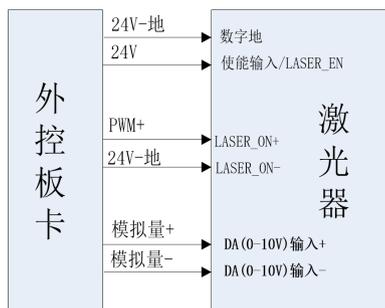 24V-地
数字地
24V
使能输入/LASER_EN
外控板卡
激光器
PWM+
LASER_ON+
24V-地
LASER_ON-
模拟量+
DA(0-10V)输入+
模拟量-
DA(0-10V)输入-